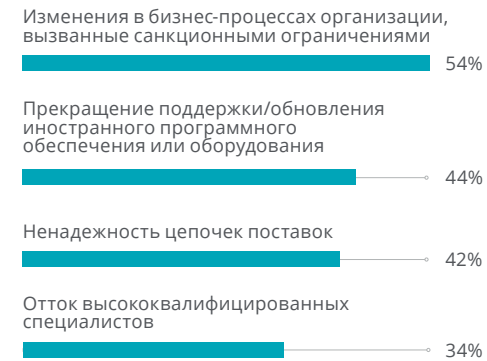 Изменения в бизнес-процессах организации,
вызванные санкционными ограничениями
54%
Прекращение поддержки/обновления
иностранного программного
обеспечения или оборудования
44%
Ненадежность цепочек поставок
42%
Отток высококвалифицированных
специалистов
34%